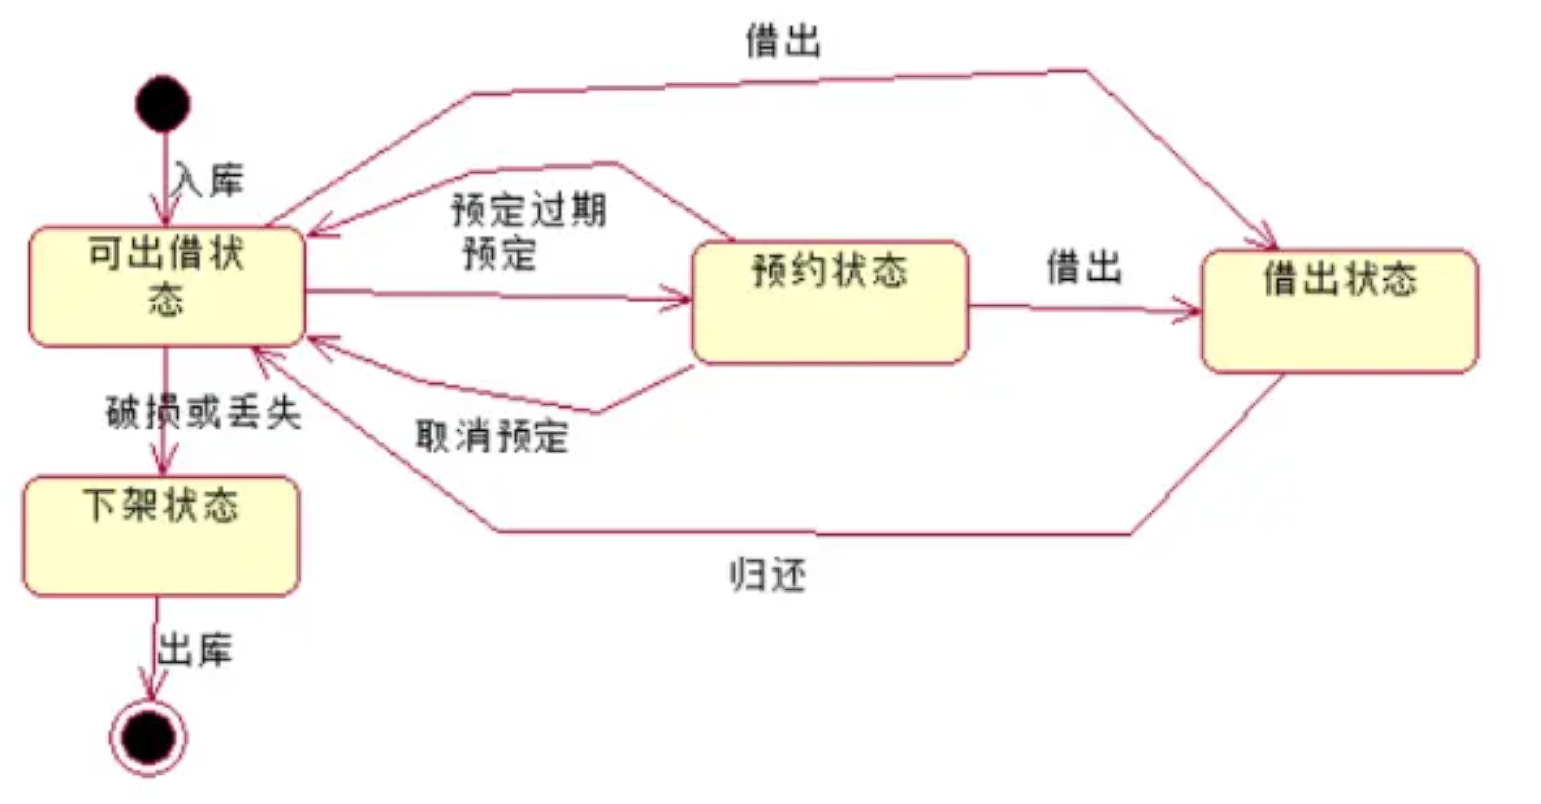 借出
入库
预定过期
预定
可出借状
态
预约状态
借出
借出状态
破损或丢失
取消预定
下架状态
归还
出库